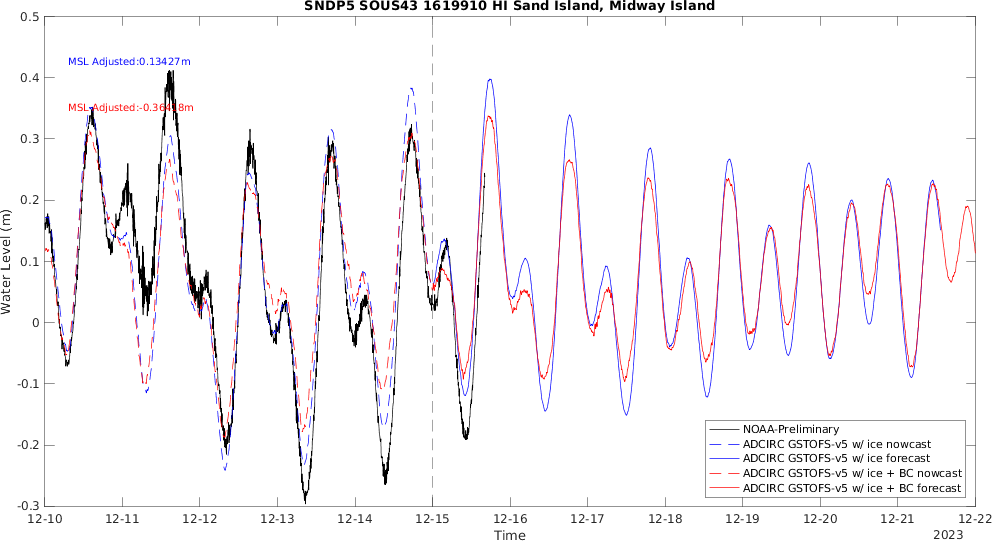 SNDP5 SOUS43 1619910 HI Sand Island, Midway Island
0.5
MSL Adjusted:0.13427m
0.4
MSL Adjusted:-0.36418m
0.3
0.2
0.1
0
-0.1
-0.2
-0.3
Water Level (m)
NOAA-Preliminary
ADCIRC GSTOFS-v5 w/ ice nowcast
ADCIRC GSTOFS-v5 w/ ice forecast
ADCIRC GSTOFS-v5 w/ ice + BC nowcast
ADCIRC GSTOFS-v5 w/ ice + BC forecast
12-10 12-11 12-12 12-13 12-14 12-15 12-16 12-17 12-18 12-19 12-20 12-21 12-22
Time
2023